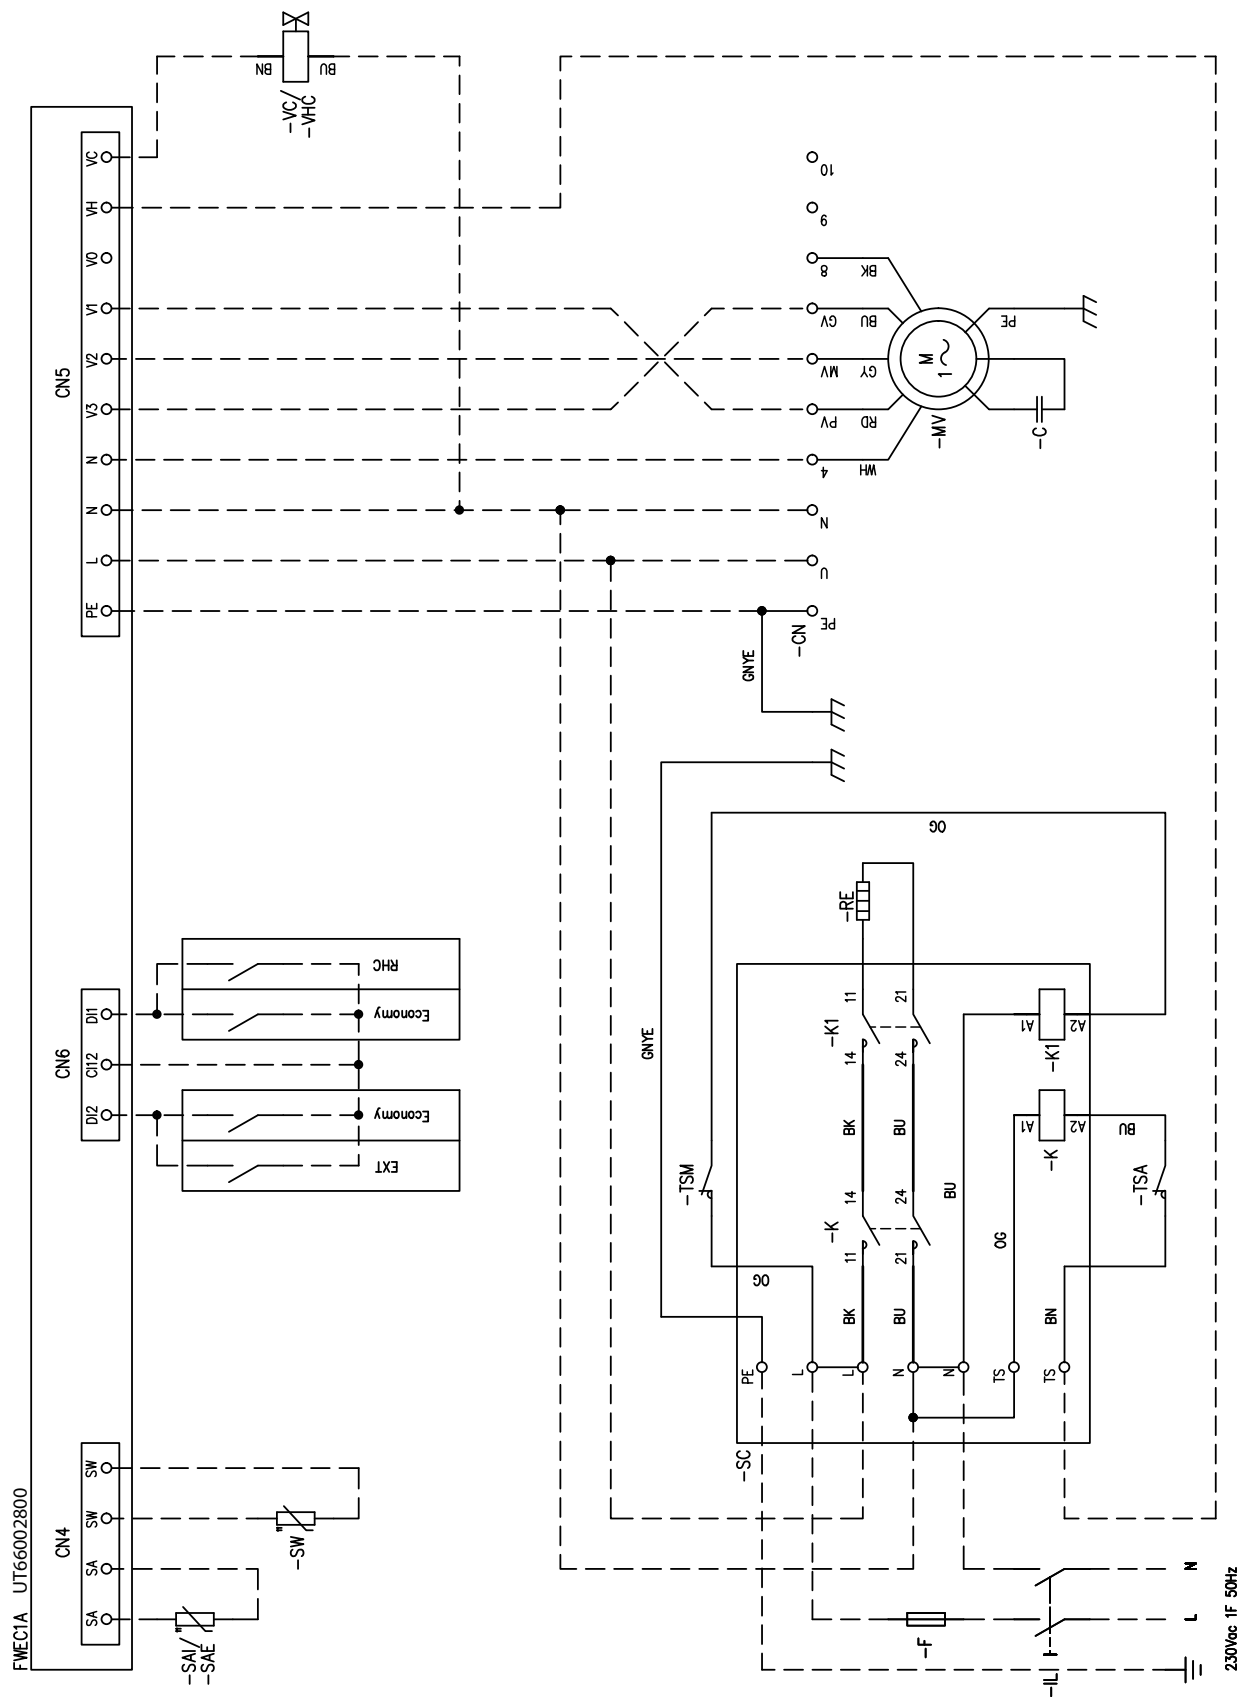 FWEC1A UT66002800
CN5
VC
VH
V0
V1
V2
V3
N
N
L
PE
BN
BU
-VC/
-VHC
10
9
8
BK
GV
BU
MV
GY
PV
RD
4
WH
N
U
PE
-CN
GNYE
M
1
-MV
PE
-C
CN6
DI1
CI12
DI2
RHC
Economy
Economy
EXT
GNYE
OG
-RE
-K1
11
21
14
24
BK
BU
14
24
-K
11
21
BK
BU
-TSM
OG
BU
OG
A1
A2
-K1
A1
A2
-K
BU
-TSA
BN
PE
L
L
N
N
TS
TS
-SC
CN4
SW
SW
SA
SA
-SW
-SAI/
-SAE
-F
-IL
N
L
230Vac 1F 50Hz